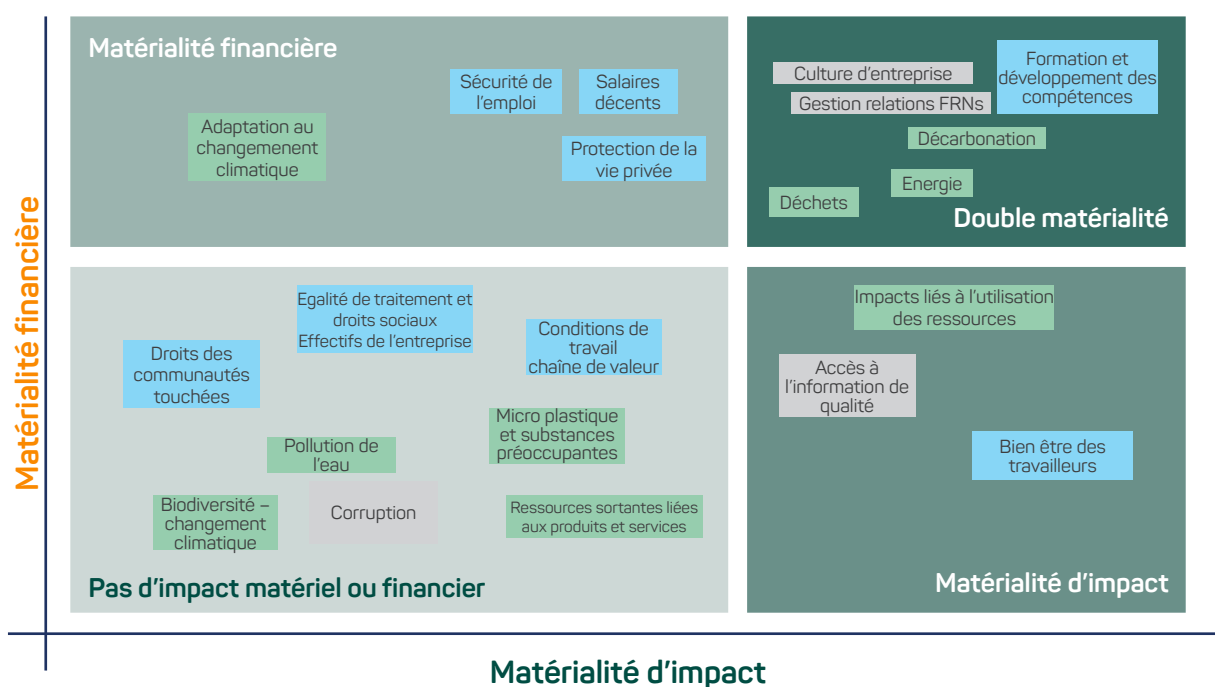 Matérialité financière
Matérialité financière
Sécurité de
l'emploi
Salaires
décents
Adaptation au
changemenent
climatique
Protection de la
vie privée
Culture d'entreprise
Gestion relations FRNs
Formation et
développement des
compétences
Décarbonation
Energie
Déchets
Double matérialité
Egalité de traitement et
droits sociaux
Effectifs de l'entreprise
Conditions de
travail
chaîne de valeur
Droits des
communautés
touchées
Micro plastique
et substances
préoccupantes
Pollution de
l'eau
Biodiversité –
changement
climatique
Corruption
Ressources sortantes liées
aux produits et services
Pas d'impact matériel ou financier
Impacts liés à l'utilisation
des ressources
Accès à
l'information de
qualité
Bien être des
travailleurs
Matérialité d'impact
Matérialité d'impact